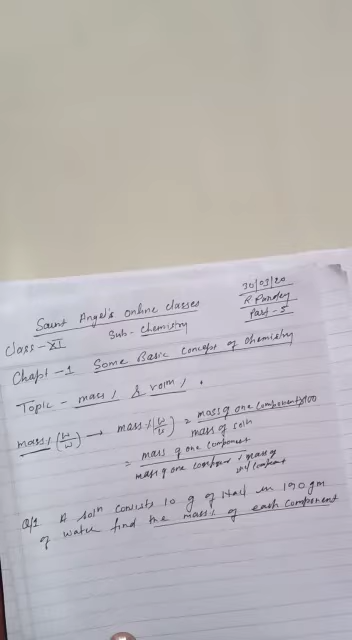 30/03/20
Saint Angel's online classes
R Pandey
Class - XI Sub - Chemistry
Part - 5
Chapt - 1 Some Basic Concept of Chemistry
Topic - mass % & volm % .
mass % (w/w) → mass % (w/w) = mass of one component × 100
mass of soln
= mass of one component
mass of one component + mass of
Q/1 A soln consists 10 g of NaCl in 190 gm
of water find the mass % of each component